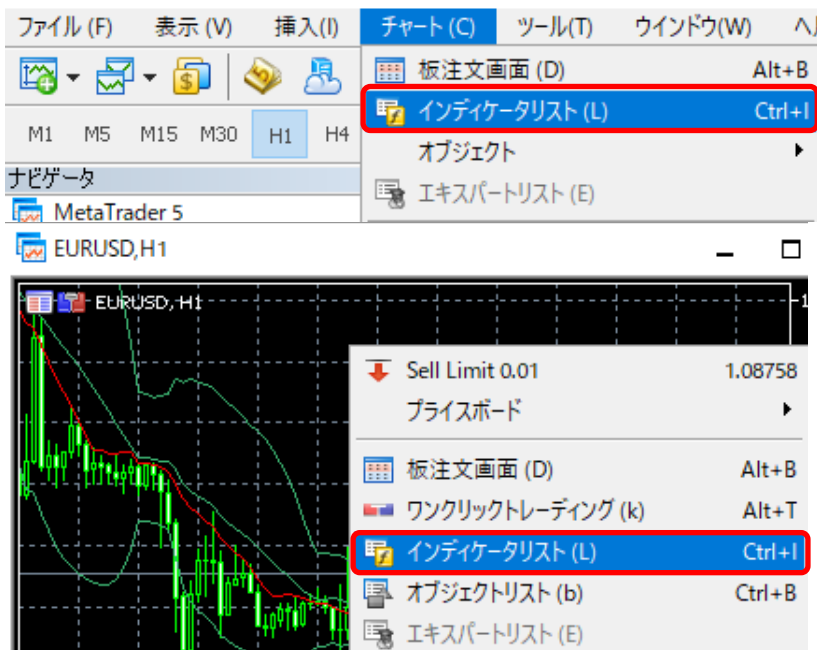 ファイル (F) 表示 (V) 挿入(I) チャート (C) ツール(T) ウインドウ(W)
板注文画面 (D) Alt+B
インディケータリスト (L) Ctrl+I
M1 M5 M15 M30 H1 H4
オブジェクト
ナビゲータ
エキスパートリスト (E)
MetaTrader 5
EURUSD,H1
EURUSD, H1
Sell Limit 0.01 1.08758
プライスボード
板注文画面 (D) Alt+B
ワンクリックトレーディング (k) Alt+T
インディケータリスト (L) Ctrl+I
オブジェクトリスト (b) Ctrl+B
エキスパートリスト (E)